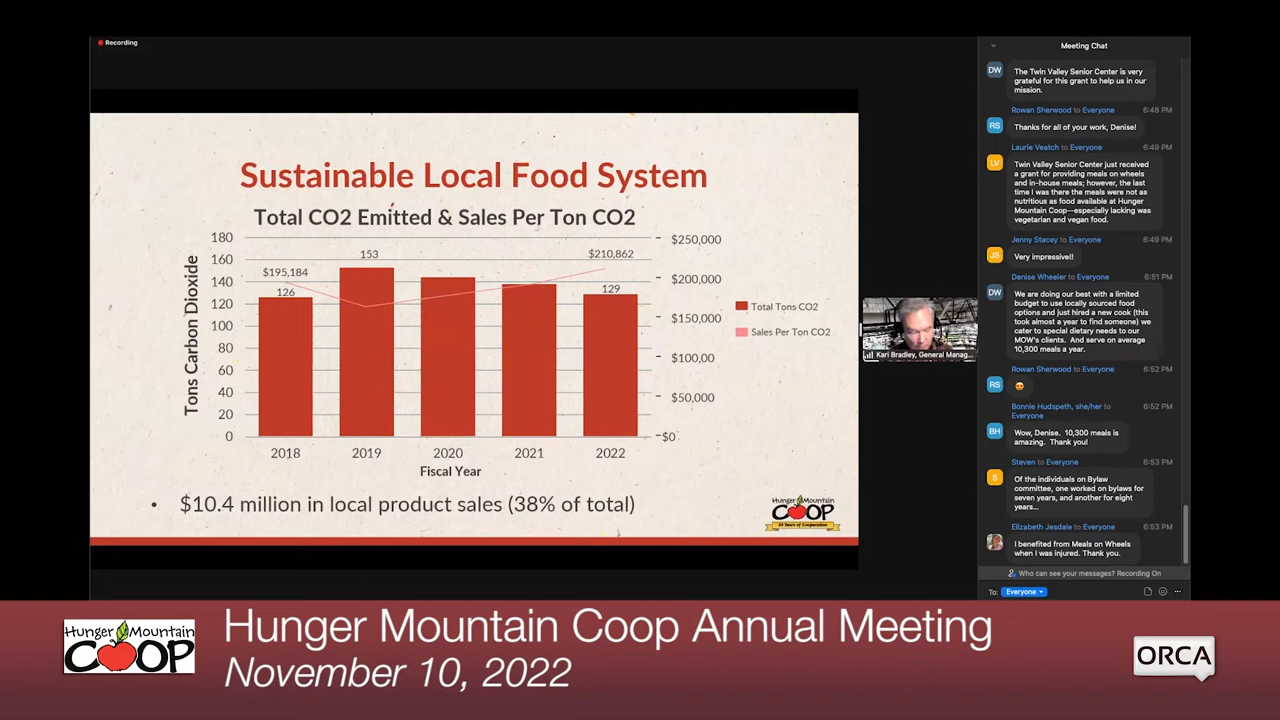 Recording
Sustainable Local Food System
Total CO2 Emitted & Sales Per Ton CO2
Tons Carbon Dioxide
180
160
140
120
100
80
60
40
20
0
$195,184
126
153
$210,862
129
$250,000
$200,000
$150,000
$100,00
$50,000
$0
Total Tons CO2
Sales Per Ton CO2
2018 2019 2020 2021 2022
Fiscal Year
• $10.4 million in local product sales (38% of total)
Hunger Mountain
COOP
Kari Bradley, General Manag...
Meeting Chat
DW
The Twin Valley Senior Center is very
grateful for this grant to help us in our
mission.
Rowan Sherwood to Everyone 6:48 PM
RS
Thanks for all of your work, Denise!
Laurie Veatch to Everyone 6:49 PM
LV
Twin Valley Senior Center just received
a grant for providing meals on wheels
and in-house meals; however, the last
time I was there the meals were not as
nutritious as food available at Hunger
Mountain Coop--especially lacking was
vegetarian and vegan food.
Jenny Stacey to Everyone 6:49 PM
JS
Very impressive!!
Denise Wheeler to Everyone 6:51 PM
DW
We are doing our best with a limited
budget to use locally sourced food
options and just hired a new cook (this
took almost a year to find someone) we
cater to special dietary needs to our
MOW's clients. And serve on average
10,300 meals a year.
Rowan Sherwood to Everyone 6:52 PM
RS
😍
Bonnie Hudspeth, she/her to 6:52 PM
Everyone
BH
Wow, Denise. 10,300 meals is
amazing. Thank you!
Steven to Everyone 6:53 PM
S
Of the individuals on Bylaw
committee, one worked on bylaws for
seven years, and another for eight
years...
Elizabeth Jesdale to Everyone 6:53 PM
I benefited from Meals on Wheels
when I was injured. Thank you.
Who can see your messages? Recording On
To: Everyone
Hunger Mountain
COOP
Hunger Mountain Coop Annual Meeting
November 10, 2022
ORCA